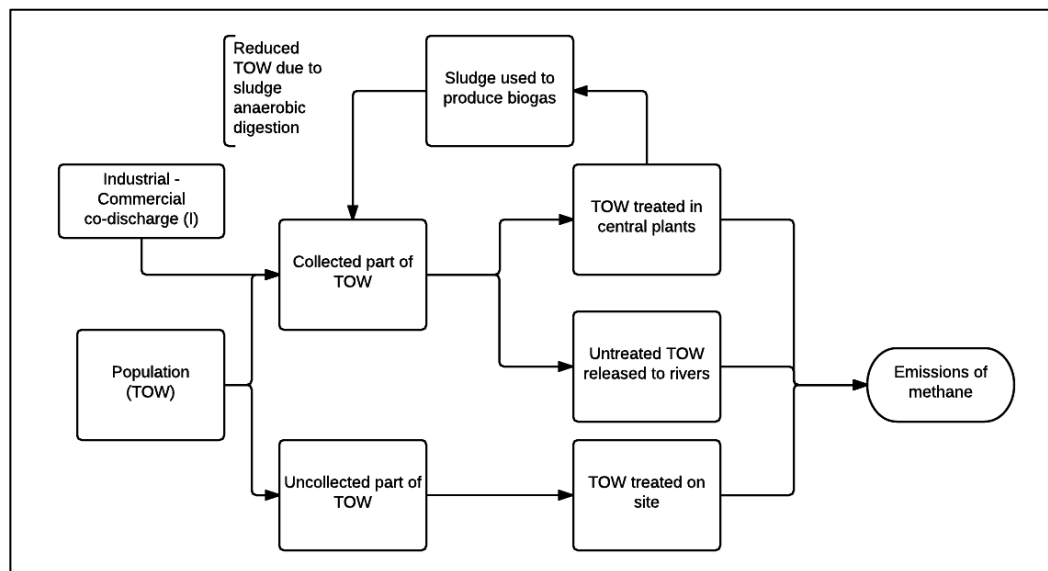 Reduced
TOW due to
sludge
anaerobic
digestion
Sludge used to
produce biogas
Industrial -
Commercial
co-discharge (I)
Collected part of
TOW
TOW treated in
central plants
Population
(TOW)
Untreated TOW
released to rivers
Emissions of
methane
Uncollected part of
TOW
TOW treated on
site